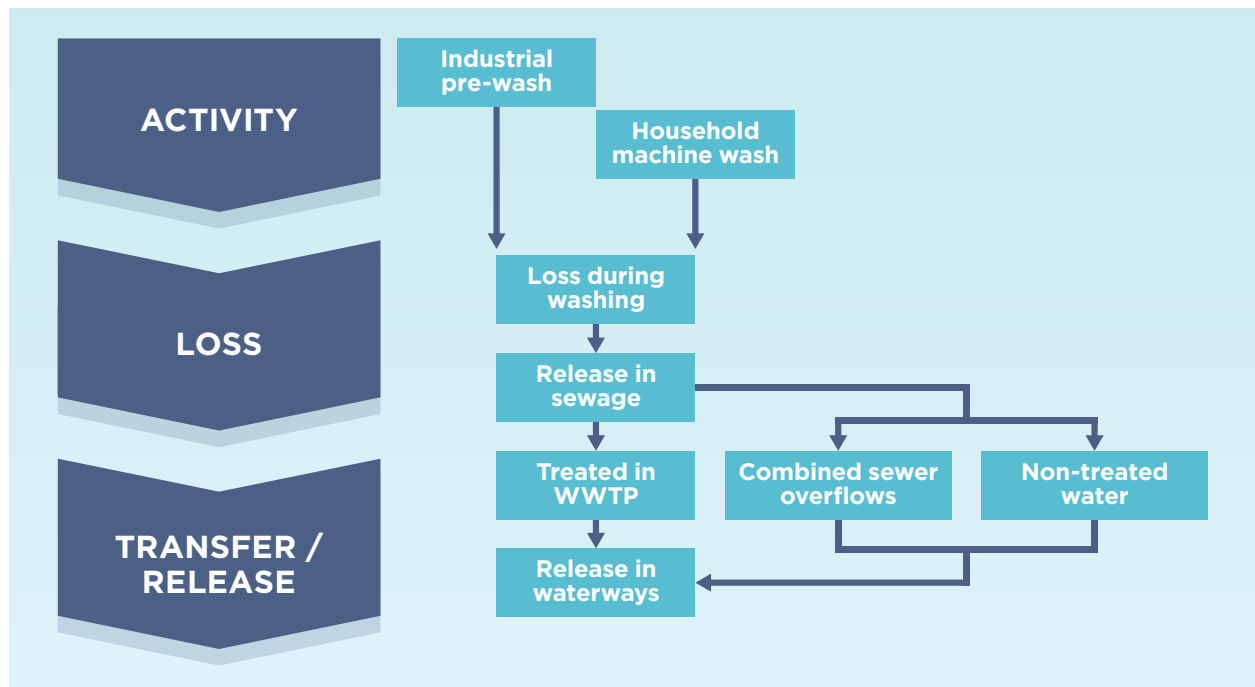 ACTIVITY
Industrial
pre-wash
Household
machine wash
LOSS
Loss during
washing
Release in
sewage
TRANSFER /
RELEASE
Treated in
WWTP
Combined sewer
overflows
Non-treated
water
Release in
waterways